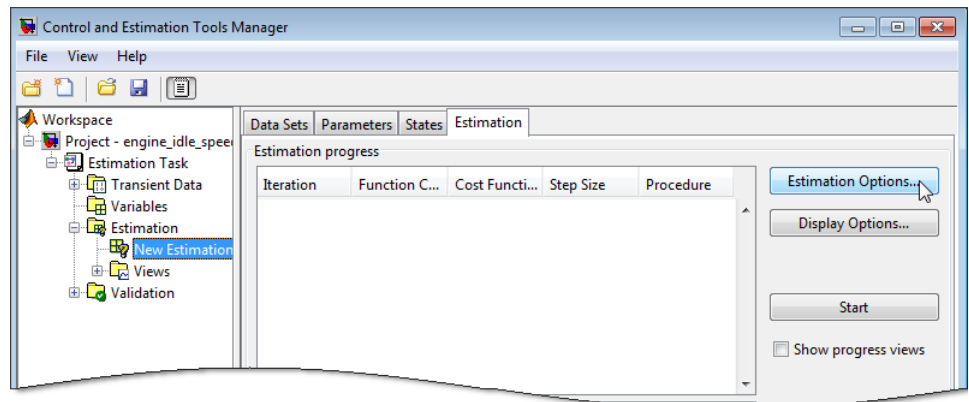 Control and Estimation Tools Manager
File View Help
Workspace
Project - engine_idle_spee
Estimation Task
Transient Data
Variables
Estimation
New Estimation
Views
Validation
Data Sets Parameters States Estimation
Estimation progress
Iteration Function C... Cost Functi... Step Size Procedure
Estimation Options...
Display Options...
Start
Show progress views